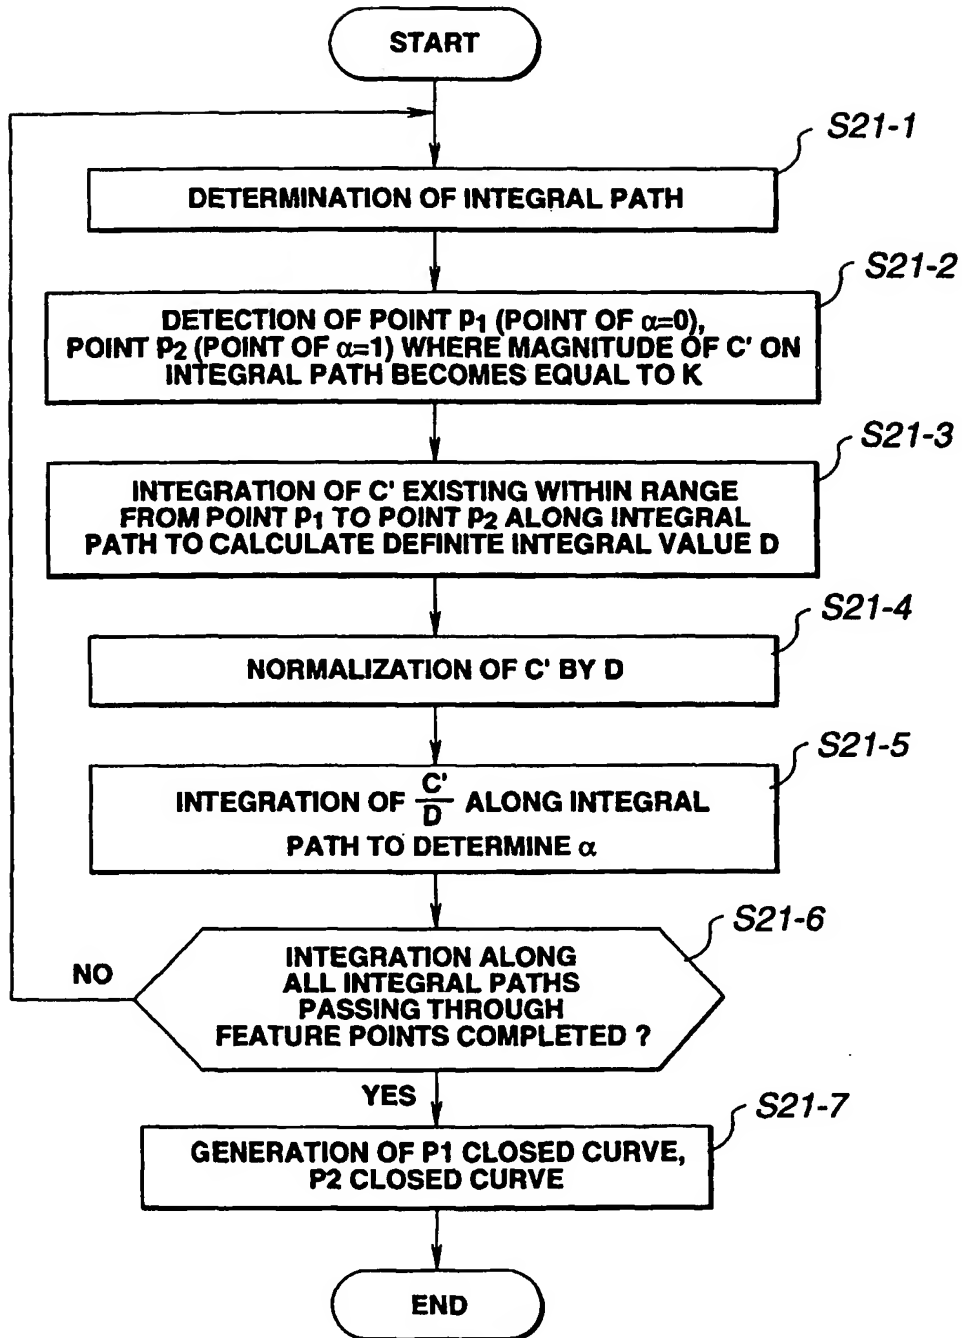 START
S21-1
DETERMINATION OF INTEGRAL PATH
S21-2
DETECTION OF POINT P1 (POINT OF α=0),
POINT P2 (POINT OF α=1) WHERE MAGNITUDE OF C' ON
INTEGRAL PATH BECOMES EQUAL TO K
S21-3
INTEGRATION OF C' EXISTING WITHIN RANGE
FROM POINT P1 TO POINT P2 ALONG INTEGRAL
PATH TO CALCULATE DEFINITE INTEGRAL VALUE D
S21-4
NORMALIZATION OF C' BY D
S21-5
INTEGRATION OF C'/D ALONG INTEGRAL
PATH TO DETERMINE α
S21-6
INTEGRATION ALONG
ALL INTEGRAL PATHS
PASSING THROUGH
FEATURE POINTS COMPLETED ?
NO
YES
S21-7
GENERATION OF P1 CLOSED CURVE,
P2 CLOSED CURVE
END